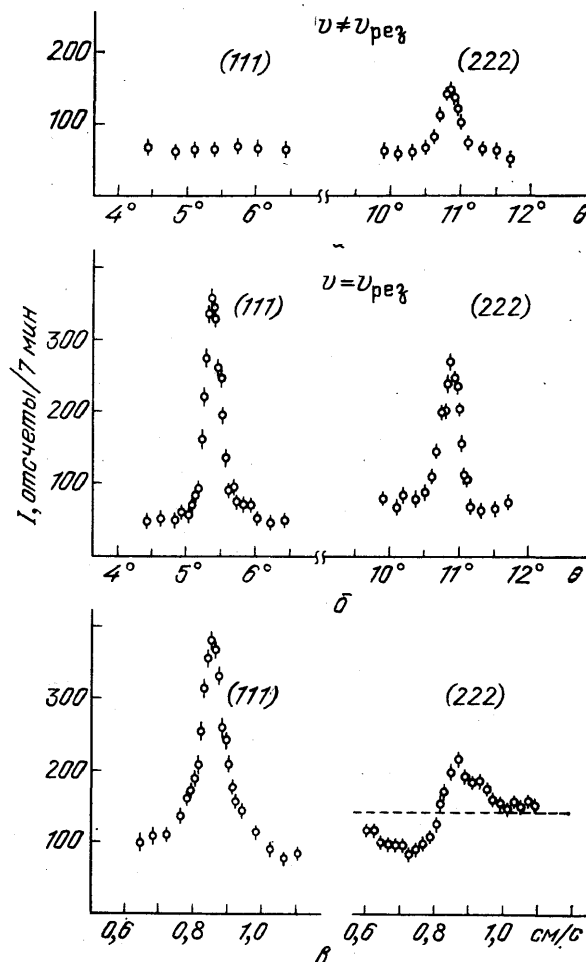 υ ≠ υрез
(111) (222)
200
100
4° 5° 6° 10° 11° 12° θ
a
υ = υрез
(111) (222)
I, отсчеты/7 мин
300
200
100
4° 5° 6° 10° 11° 12° θ
б
(111) (222)
300
200
100
0,6 0,8 1,0 0,6 0,8 1,0 см/с
в